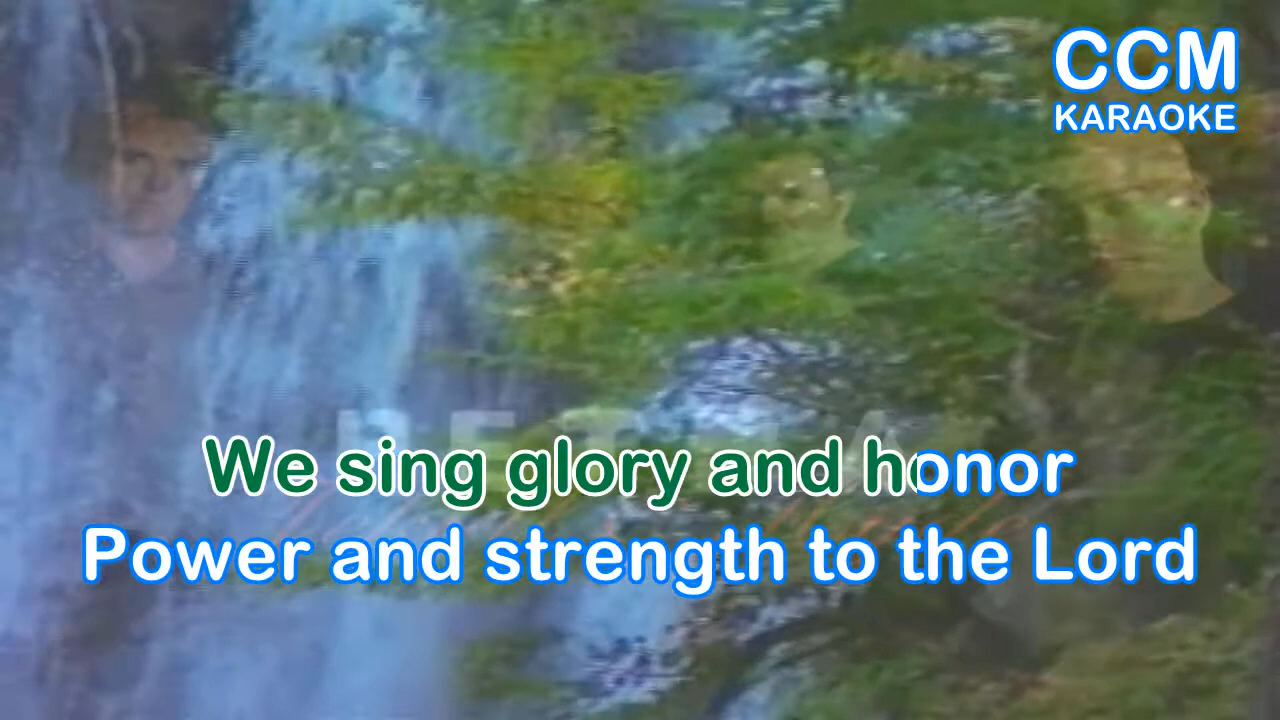 CCM
KARAOKE
We sing glory and honor
Power and strength to the Lord